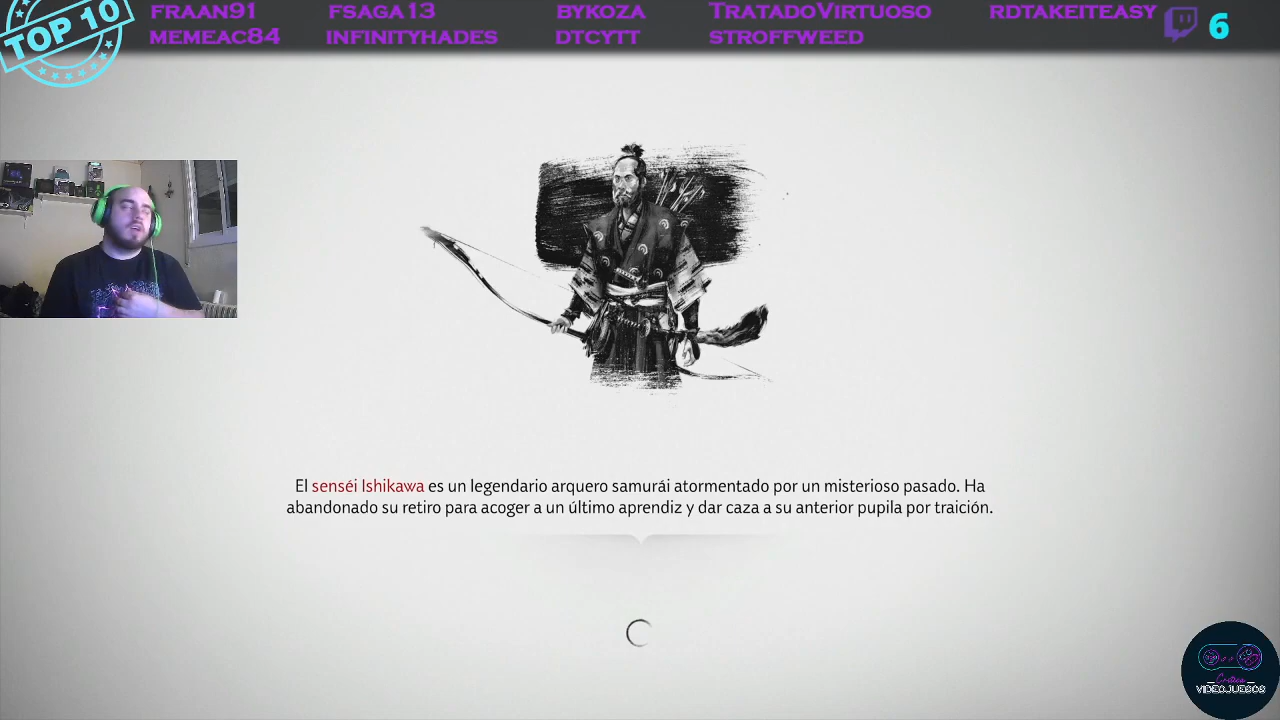 TOP 10
FRAAN91 FSAGA13 BYKOZA TRATADOVIRTUOSO RDTAKEITEASY 6
MEMEAC84 INFINITYHADES DTCYTT STROFFWEED
El senséi Ishikawa es un legendario arquero samurái atormentado por un misterioso pasado. Ha
abandonado su retiro para acoger a un último aprendiz y dar caza a su anterior pupila por traición.
Crítica
VIDEOJUEGOS